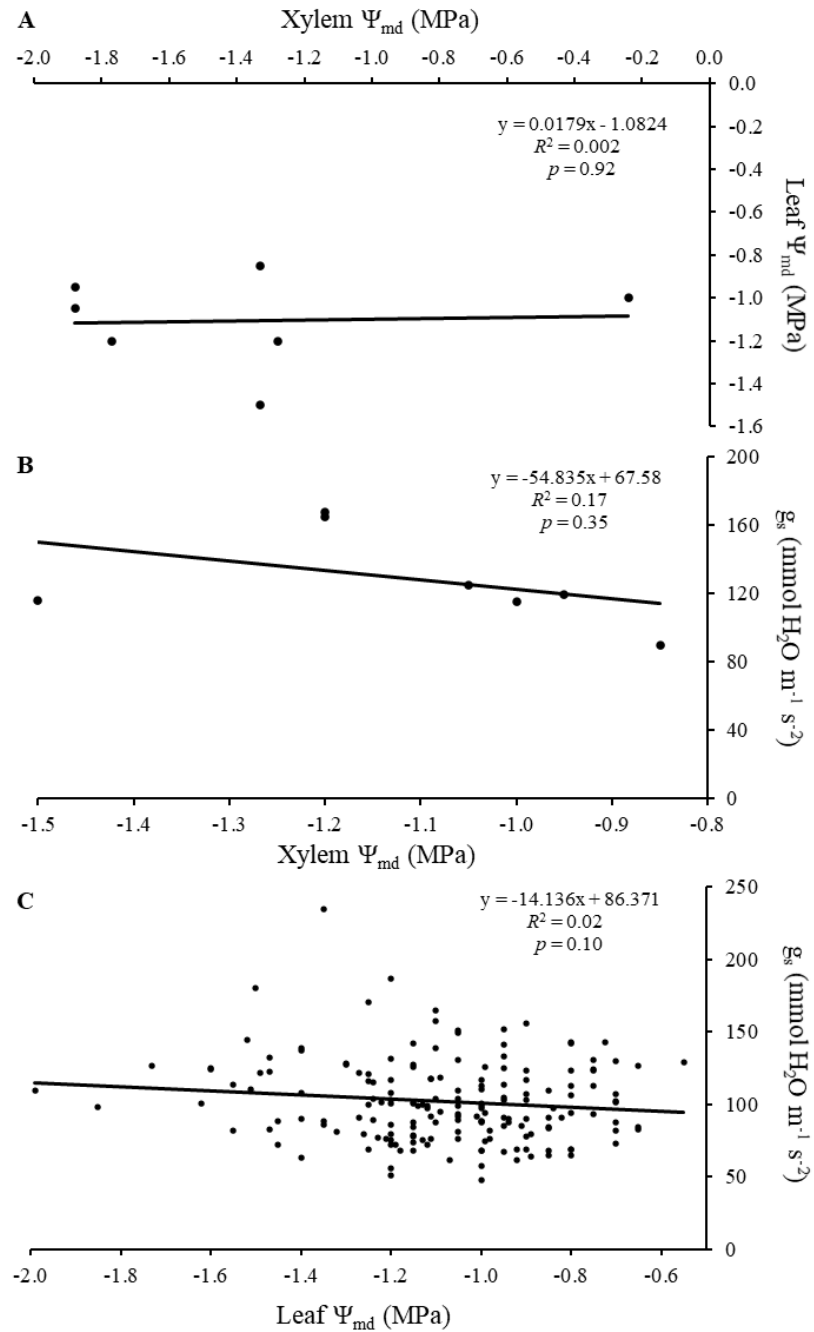 A
Xylem Ψmd (MPa)
-2.0 -1.8 -1.6 -1.4 -1.2 -1.0 -0.8 -0.6 -0.4 -0.2 0.0
0.0
y = 0.0179x - 1.0824
R² = 0.002
p = 0.92
-0.2
-0.4
-0.6
-0.8
-1.0
-1.2
-1.4
-1.6
Leaf Ψmd (MPa)
B
200
y = -54.835x + 67.58
R² = 0.17
p = 0.35
160
120
80
40
0
gs (mmol H₂O m⁻¹ s⁻²)
-1.5 -1.4 -1.3 -1.2 -1.1 -1.0 -0.9 -0.8
Xylem Ψmd (MPa)
C
250
y = -14.136x + 86.371
R² = 0.02
p = 0.10
200
150
100
50
0
gs (mmol H₂O m⁻¹ s⁻²)
-2.0 -1.8 -1.6 -1.4 -1.2 -1.0 -0.8 -0.6
Leaf Ψmd (MPa)